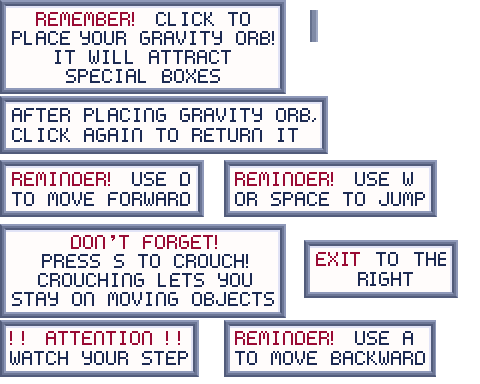 REMEMBER! CLICK TO
PLACE YOUR GRAVITY ORB!
IT WILL ATTRACT
SPECIAL BOXES
AFTER PLACING GRAVITY ORB,
CLICK AGAIN TO RETURN IT
REMINDER! USE D
TO MOVE FORWARD
REMINDER! USE W
OR SPACE TO JUMP
DON'T FORGET!
PRESS S TO CROUCH!
CROUCHING LETS YOU
STAY ON MOVING OBJECTS
EXIT TO THE
RIGHT
!! ATTENTION !!
WATCH YOUR STEP
REMINDER! USE A
TO MOVE BACKWARD